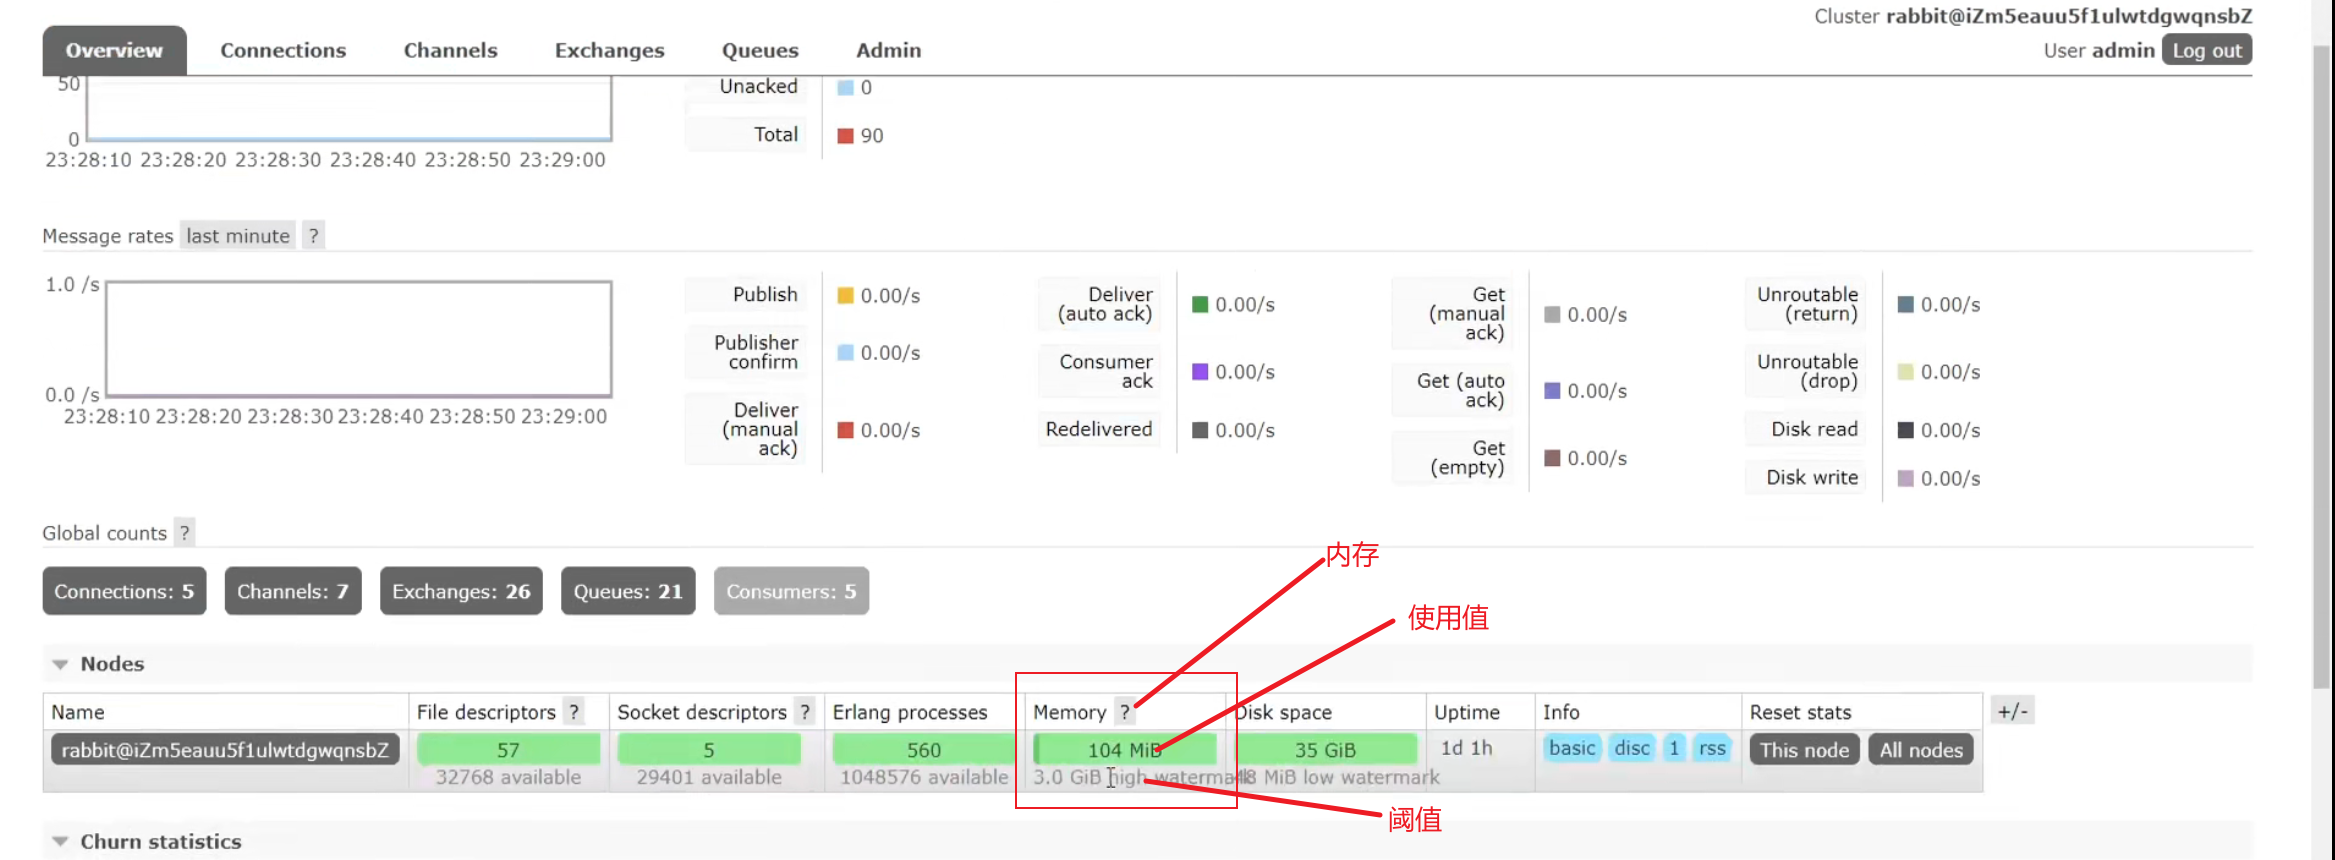 Cluster rabbit@iZm5eauu5f1ulwtdgwqnsbZ
Overview Connections Channels Exchanges Queues Admin
User admin Log out
50
0
23:28:10 23:28:20 23:28:30 23:28:40 23:28:50 23:29:00
Unacked 0
Total 90
Message rates last minute ?
1.0 /s
0.0 /s
23:28:10 23:28:20 23:28:30 23:28:40 23:28:50 23:29:00
Publish 0.00/s
Publisher
confirm 0.00/s
Deliver
(manual 0.00/s
ack)
Deliver
(auto ack) 0.00/s
Consumer
ack 0.00/s
Redelivered 0.00/s
Get
(manual 0.00/s
ack)
Get (auto
ack) 0.00/s
Get
(empty) 0.00/s
Unroutable
(return) 0.00/s
Unroutable
(drop) 0.00/s
Disk read 0.00/s
Disk write 0.00/s
Global counts ?
内存
Connections: 5 Channels: 7 Exchanges: 26 Queues: 21 Consumers: 5
使用值
Nodes
Name File descriptors ? Socket descriptors ? Erlang processes Memory ? Disk space Uptime Info Reset stats +/-
rabbit@iZm5eauu5f1ulwtdgwqnsbZ 57 5 560 104 MiB 35 GiB 1d 1h basic disc 1 rss This node All nodes
32768 available 29401 available 1048576 available 3.0 GiB high watermark 48 MiB low watermark
阈值
Churn statistics